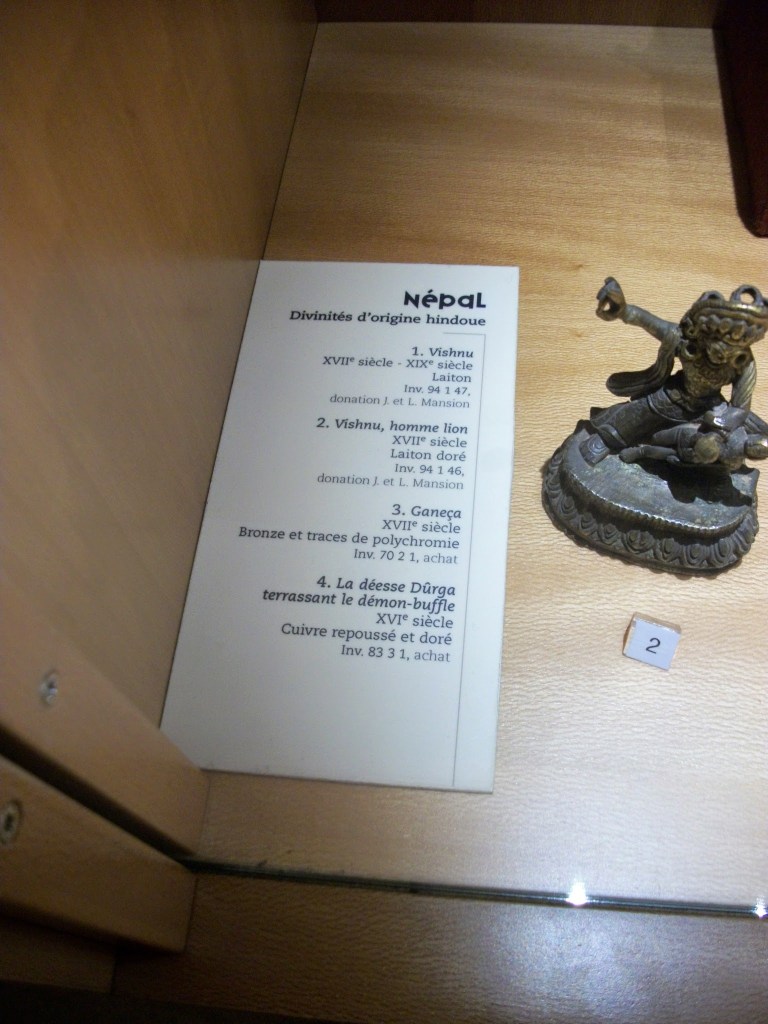 Népal
Divinités d'origine hindoue
1. Vishnu
XVIIe siècle - XIXe siècle
Laiton
Inv. 94 1 47,
donation J. et L. Mansion
2. Vishnu, homme lion
XVIIe siècle
Laiton doré
Inv. 94 1 46,
donation J. et L. Mansion
3. Ganeça
XVIIe siècle
Bronze et traces de polychromie
Inv. 70 2 1, achat
4. La déesse Dûrga
terrassant le démon-buffle
XVIe siècle
Cuivre repoussé et doré
Inv. 83 3 1, achat
2